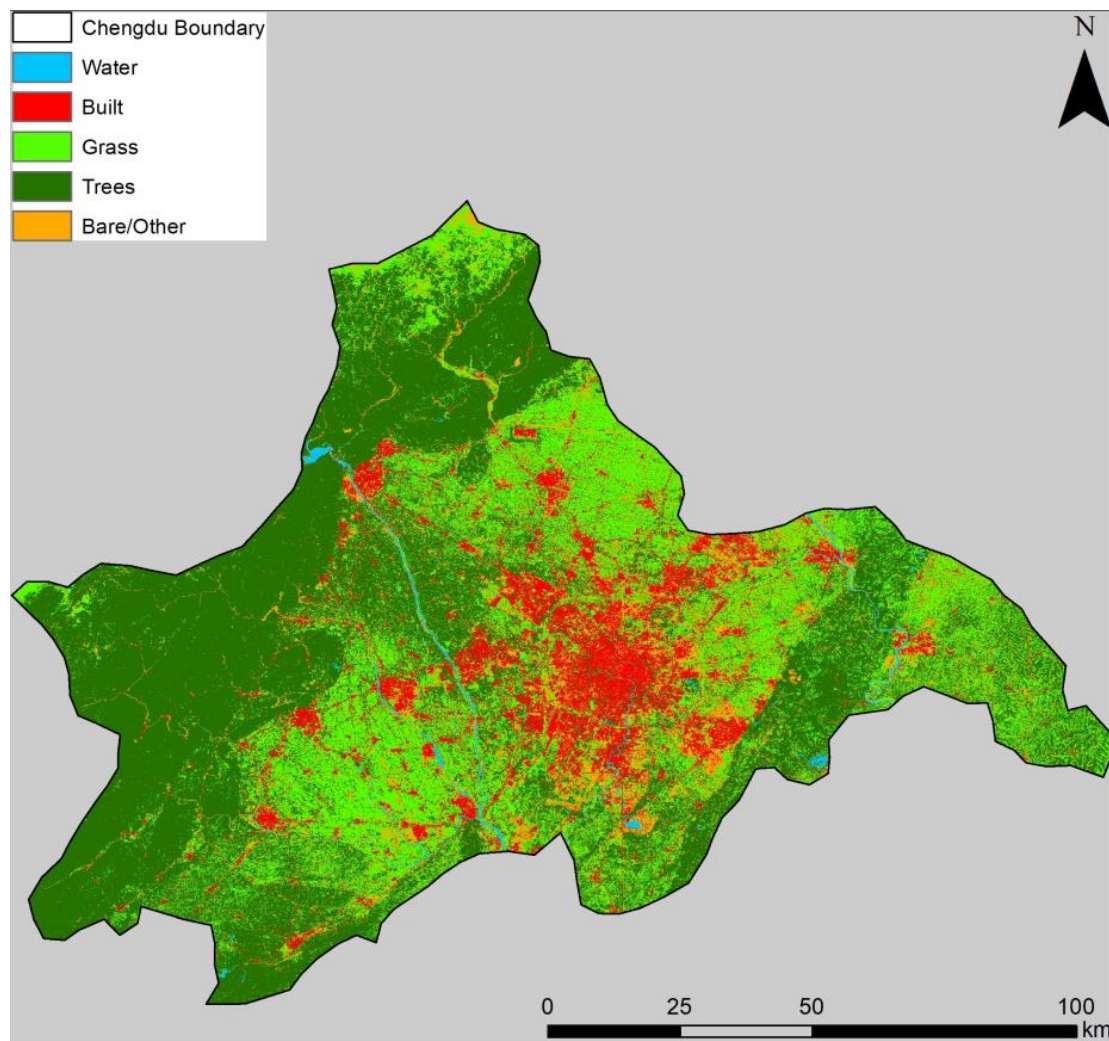 Chengdu Boundary
Water
Built
Grass
Trees
Bare/Other
N
0 25 50 100
km